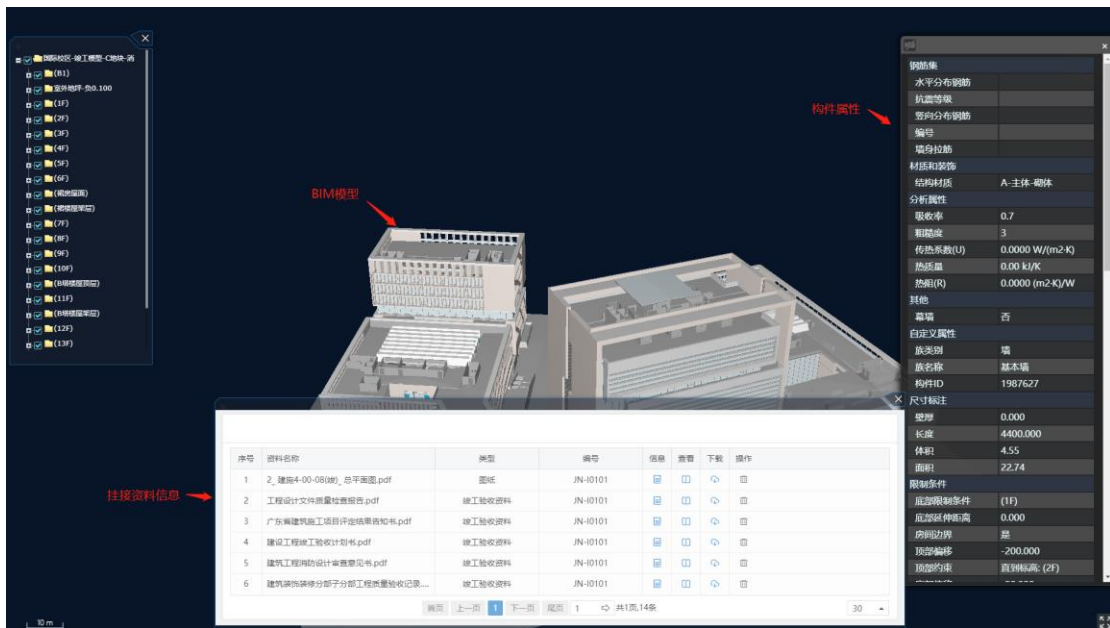 国际校区-竣工模型-C地块-消
(B1)
室外地坪-负0.100
(1F)
(2F)
(3F)
(4F)
(5F)
(6F)
(裙房屋面)
(裙楼屋架层)
(7F)
(8F)
(9F)
(10F)
(B塔楼屋顶层)
(11F)
(B塔楼屋架层)
(12F)
(13F)
BIM模型
构件属性
挂接资料信息
钢筋集
水平分布钢筋
抗震等级
竖向分布钢筋
编号
墙身拉筋
材质和装饰
结构材质 A-主体-砌体
分析属性
吸收率 0.7
粗糙度 3
传热系数(U) 0.0000 W/(m2·K)
热质量 0.00 kJ/K
热阻(R) 0.0000 (m2·K)/W
其他
幕墙 否
自定义属性
族类别 墙
族名称 基本墙
构件ID 1987627
尺寸标注
壁厚 0.000
长度 4400.000
体积 4.55
面积 22.74
限制条件
底部限制条件 (1F)
底部延伸距离 0.000
房间边界 是
顶部偏移 -200.000
顶部约束 直到标高: (2F)
序号 资料名称 类型 编号 信息 查看 下载 操作
1 2_ 建施4-00-08(竣)_ 总平面图.pdf 图纸 JN-I0101
2 工程设计文件质量检查报告.pdf 竣工验收资料 JN-I0101
3 广东省建筑施工项目评定结果告知书.pdf 竣工验收资料 JN-I0101
4 建设工程竣工验收计划书.pdf 竣工验收资料 JN-I0101
5 建筑工程消防设计审查意见书.pdf 竣工验收资料 JN-I0101
6 建筑装饰装修分部子分部工程质量验收记录.... 竣工验收资料 JN-I0101
首页 上一页 1 下一页 尾页 1 共1页,14条 30
10 m